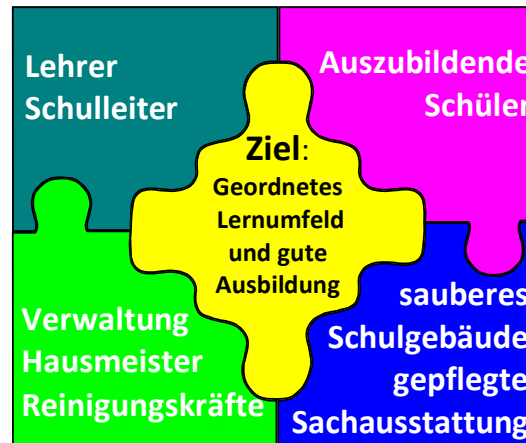 Lehrer
Schulleiter
Auszubildende
Schüler
Ziel:
Geordnetes
Lernumfeld
und gute
Ausbildung
Verwaltung
Hausmeister
Reinigungskräfte
sauberes
Schulgebäude
gepflegte
Sachausstattung